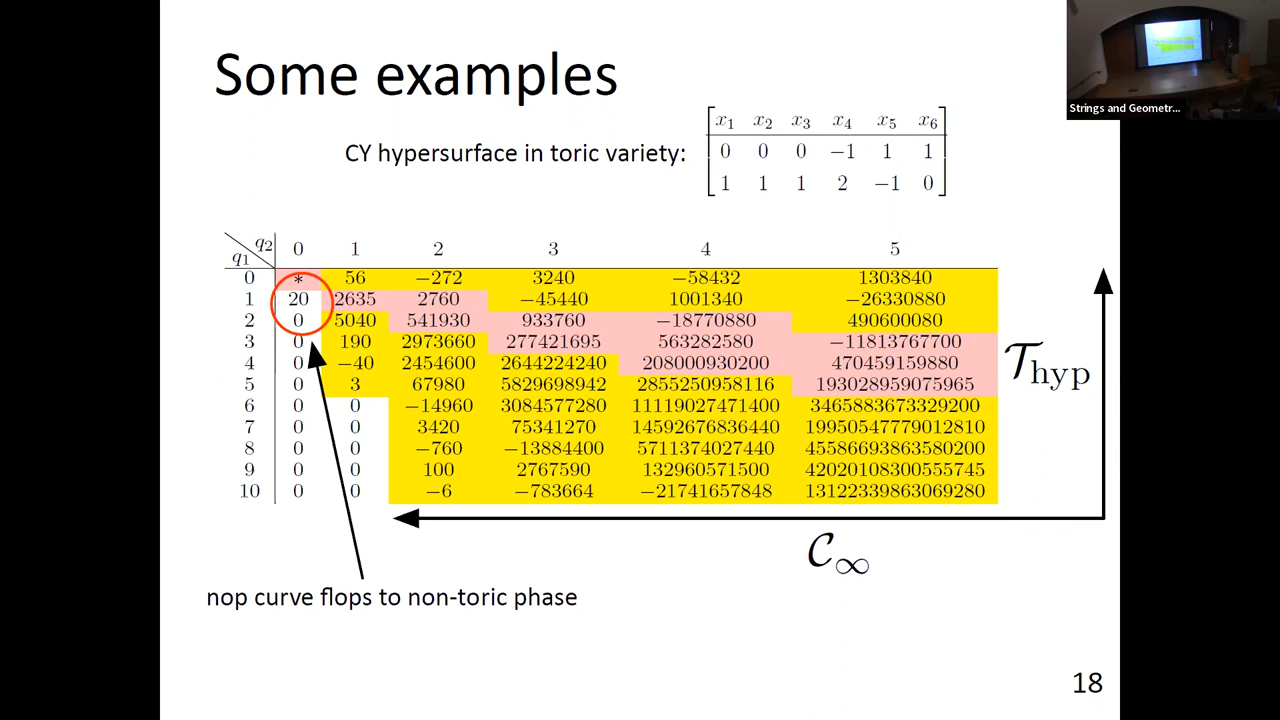 Some examples
Strings and Geometr...
CY hypersurface in toric variety:
x₁ x₂ x₃ x₄ x₅ x₆
0 0 0 −1 1 1
1 1 1 2 −1 0
q₂ 0 1 2 3 4 5
q₁
0 * 56 −272 3240 −58432 1303840
1 20 2635 2760 −45440 1001340 −26330880
2 0 5040 541930 933760 −18770880 490600080
3 0 190 2973660 277421695 563282580 −11813767700
4 0 −40 2454600 2644224240 208000930200 470459159880
5 0 3 67980 5829698942 2855250958116 193028959075965
6 0 0 −14960 3084577280 11119027471400 3465883673329200
7 0 0 3420 75341270 14592676836440 19950547779012810
8 0 0 −760 −13884400 5711374027440 45586693863580200
9 0 0 100 2767590 132960571500 42020108300555745
10 0 0 −6 −783664 −21741657848 13122339863069280
𝒯hyp
𝒞∞
nop curve flops to non-toric phase
18